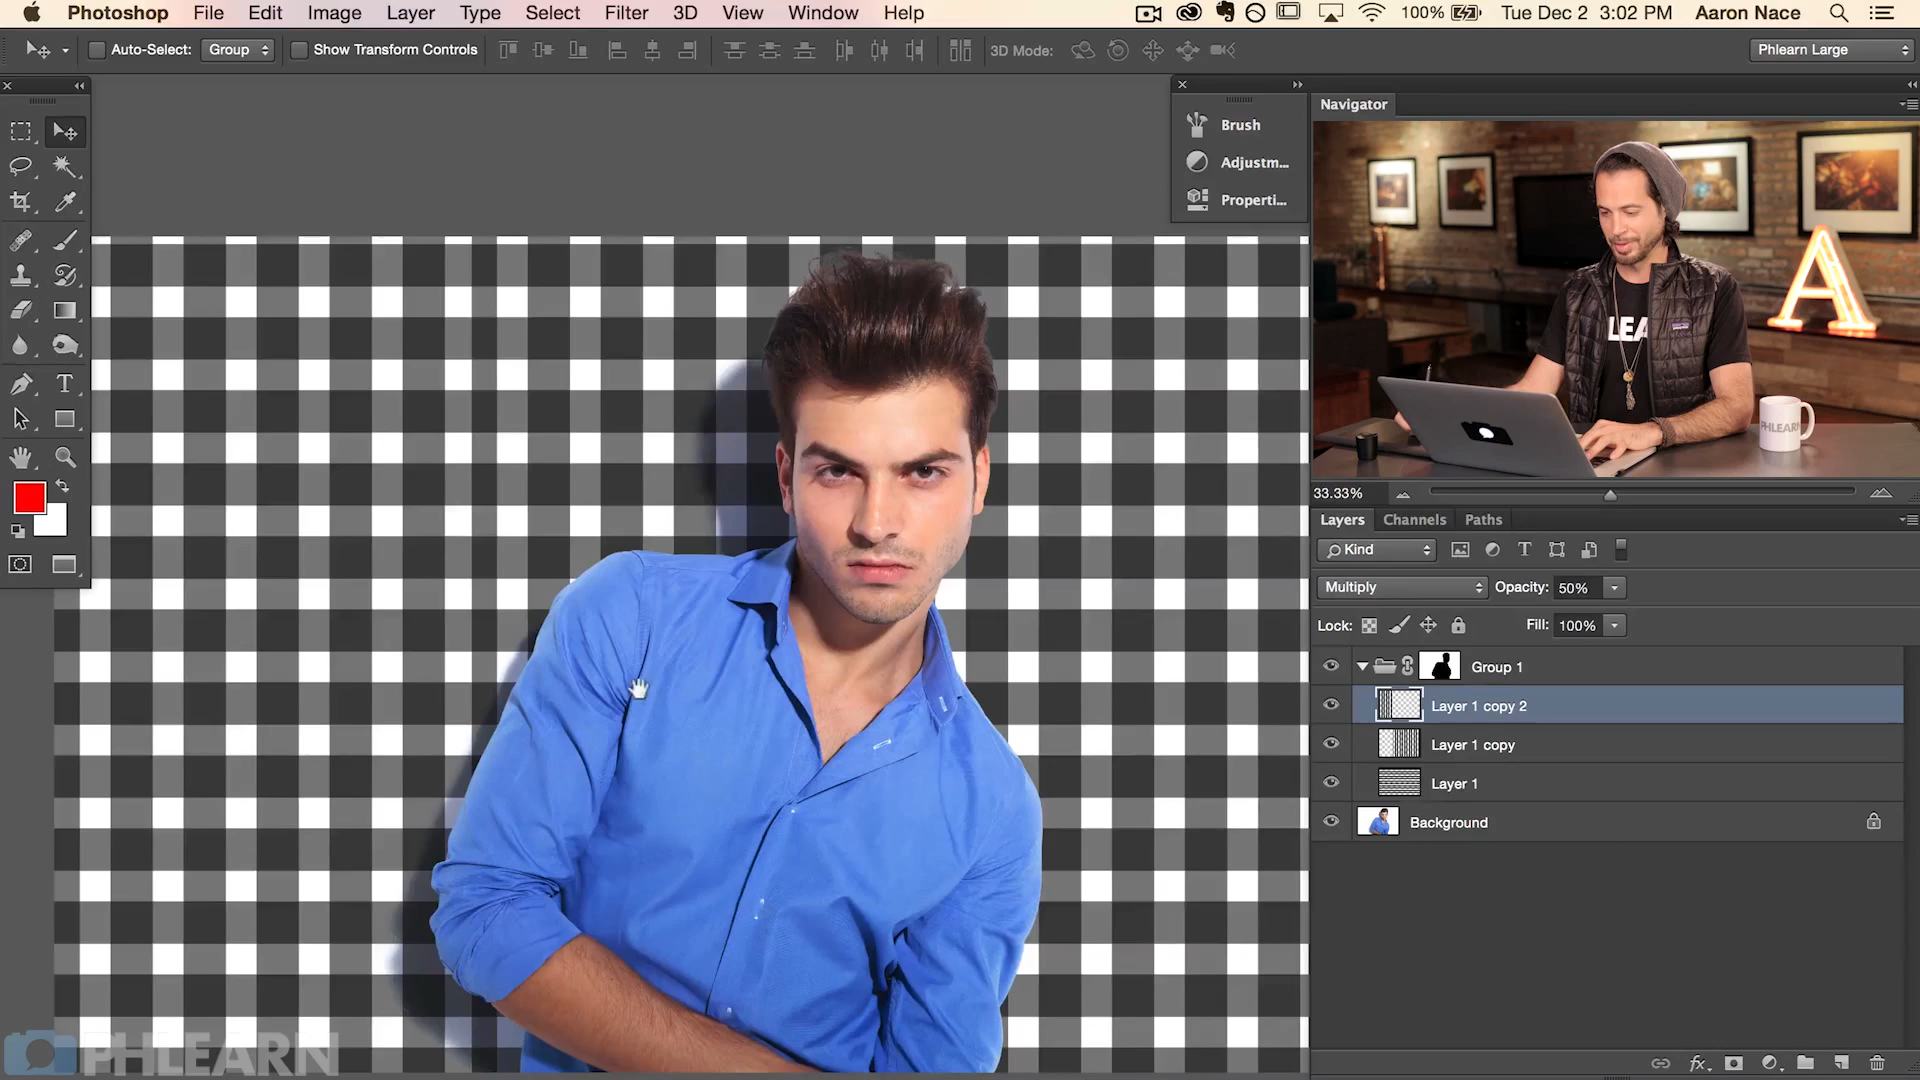 Photoshop File Edit Image Layer Type Select Filter 3D View Window Help 100% Tue Dec 2 3:02 PM Aaron Nace
Auto-Select: Group Show Transform Controls 3D Mode: Phlearn Large
Navigator
Brush
Adjustm...
Properti...
A
LEA
PHLEARN
33.33%
Layers Channels Paths
Kind
Multiply Opacity: 50%
Lock: Fill: 100%
Group 1
Layer 1 copy 2
Layer 1 copy
Layer 1
Background
T
fx
PHLEARN